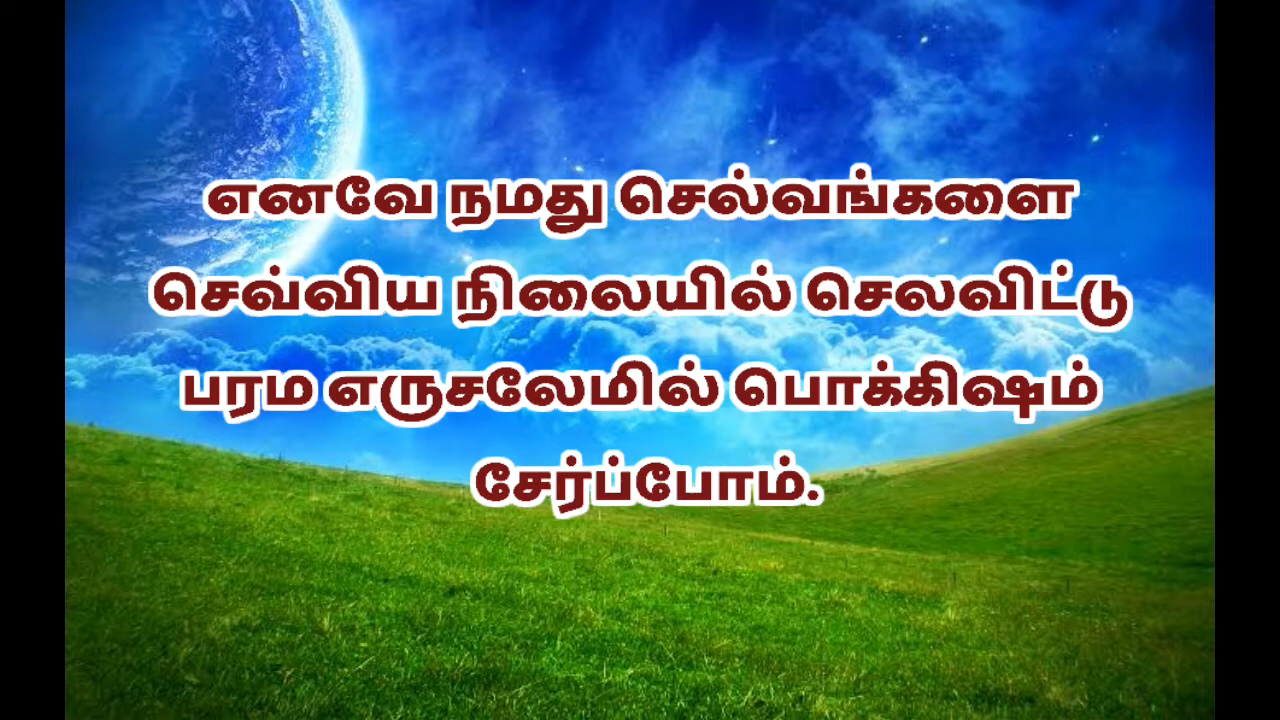 எனவே நமது செல்வங்களை
செவ்விய நிலையில் செலவிட்டு
பரம எருசலேமில் பொக்கிஷம்
சேர்ப்போம்.